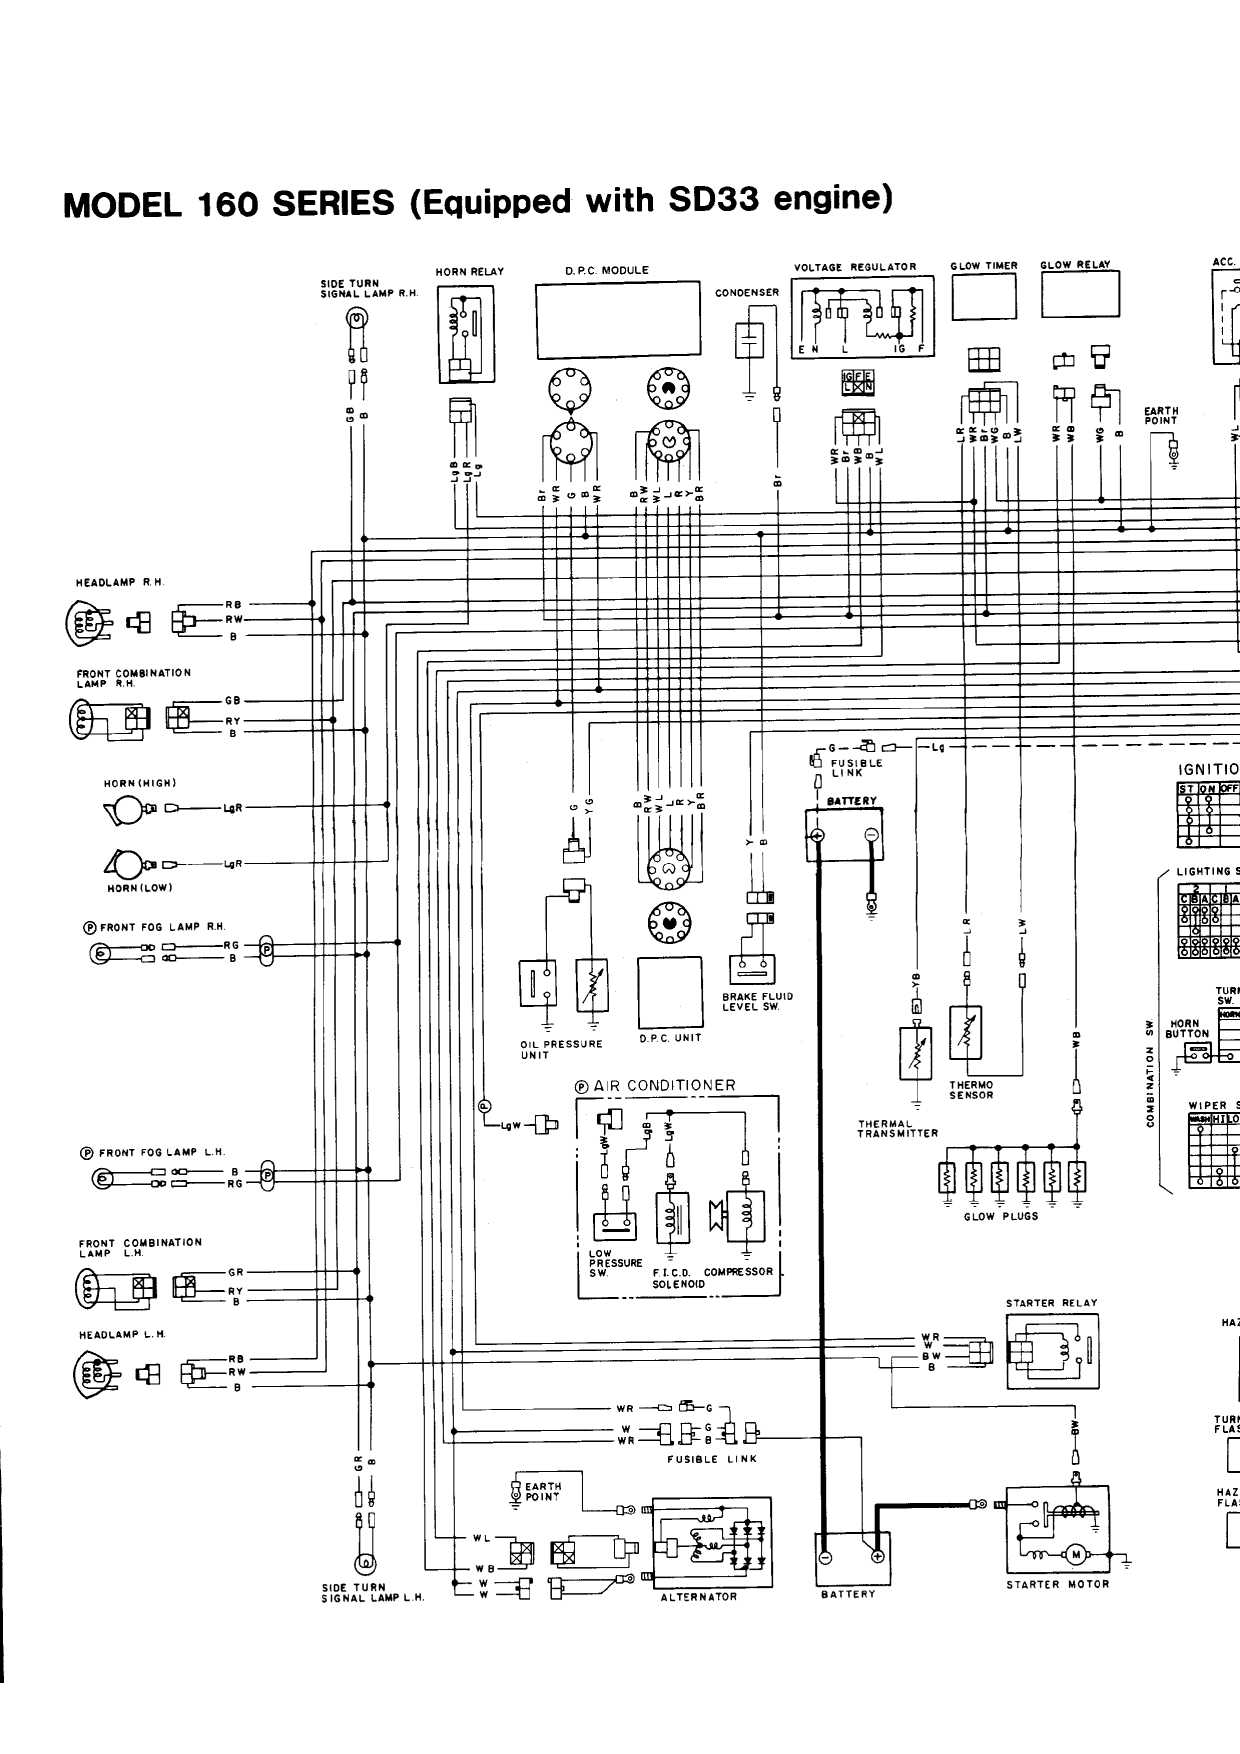 MODEL 160 SERIES (Equipped with SD33 engine)
SIDE TURN
SIGNAL LAMP R.H.
HORN RELAY
D.P.C. MODULE
CONDENSER
VOLTAGE REGULATOR
GLOW TIMER
GLOW RELAY
ACC.
E N L IG F
IG F E
L N
EARTH
POINT
GB B
LgB LgR Lg
Br WR G B WR
B RW WL L R Y BR
Br
WR Br WB B WL
LR WR Br WG B LW
WR WB WG B
WL
HEADLAMP R.H.
RB
RW
B
FRONT COMBINATION
LAMP R.H.
GB
RY
B
HORN (HIGH)
LgR
LgR
HORN (LOW)
P FRONT FOG LAMP R.H.
RG
B
P
G YG
B RW WL L R Y BR
Y B
G Lg
FUSIBLE
LINK
BATTERY
+ -
IGNITIO
ST ON OFF
LIGHTING S
2 1
C B A C B A
LR LW
YB
WB
OIL PRESSURE
UNIT
D.P.C. UNIT
BRAKE FLUID
LEVEL SW.
THERMO
SENSOR
THERMAL
TRANSMITTER
TURN
SW.
HORN
HORN
BUTTON
COMBINATION SW
WIPER S
WASH HI LO
P AIR CONDITIONER
P
LgW
LgW LgB LgW
LOW
PRESSURE
SW.
F.I.C.D.
SOLENOID
COMPRESSOR
GLOW PLUGS
P FRONT FOG LAMP L.H.
B
RG
P
FRONT COMBINATION
LAMP L.H.
GR
RY
B
HEADLAMP L.H.
RB
RW
B
STARTER RELAY
WR
W
BW
B
HAZ
WR G
W G
WR B
FUSIBLE LINK
BW
TURN
FLAS
GR B
EARTH
POINT
HAZ
FLAS
WL
WB
W
W
- +
M
SIDE TURN
SIGNAL LAMP L.H.
ALTERNATOR
BATTERY
STARTER MOTOR